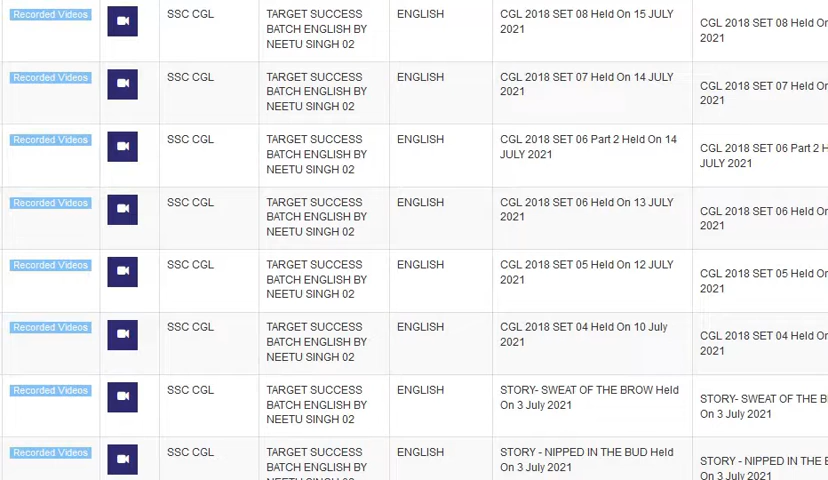 Recorded Videos SSC CGL TARGET SUCCESS ENGLISH CGL 2018 SET 08 Held On 15 JULY
BATCH ENGLISH BY 2021 CGL 2018 SET 08 Held On
NEETU SINGH 02 2021
Recorded Videos SSC CGL TARGET SUCCESS ENGLISH CGL 2018 SET 07 Held On 14 JULY
BATCH ENGLISH BY 2021 CGL 2018 SET 07 Held On
NEETU SINGH 02 2021
Recorded Videos SSC CGL TARGET SUCCESS ENGLISH CGL 2018 SET 06 Part 2 Held On 14
BATCH ENGLISH BY JULY 2021 CGL 2018 SET 06 Part 2 H
NEETU SINGH 02 JULY 2021
Recorded Videos SSC CGL TARGET SUCCESS ENGLISH CGL 2018 SET 06 Held On 13 JULY
BATCH ENGLISH BY 2021 CGL 2018 SET 06 Held On
NEETU SINGH 02 2021
Recorded Videos SSC CGL TARGET SUCCESS ENGLISH CGL 2018 SET 05 Held On 12 JULY
BATCH ENGLISH BY 2021 CGL 2018 SET 05 Held On
NEETU SINGH 02 2021
Recorded Videos SSC CGL TARGET SUCCESS ENGLISH CGL 2018 SET 04 Held On 10 July
BATCH ENGLISH BY 2021 CGL 2018 SET 04 Held On
NEETU SINGH 02 2021
Recorded Videos SSC CGL TARGET SUCCESS ENGLISH STORY- SWEAT OF THE BROW Held
BATCH ENGLISH BY On 3 July 2021 STORY- SWEAT OF THE B
NEETU SINGH 02 On 3 July 2021
Recorded Videos SSC CGL TARGET SUCCESS ENGLISH STORY - NIPPED IN THE BUD Held
BATCH ENGLISH BY On 3 July 2021 STORY - NIPPED IN THE B
On 3 July 2021